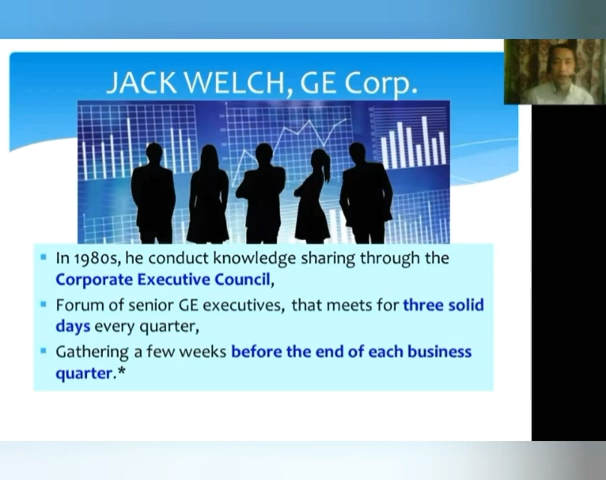 JACK WELCH, GE Corp.
In 1980s, he conduct knowledge sharing through the
Corporate Executive Council,
Forum of senior GE executives, that meets for three solid
days every quarter,
Gathering a few weeks before the end of each business
quarter.*